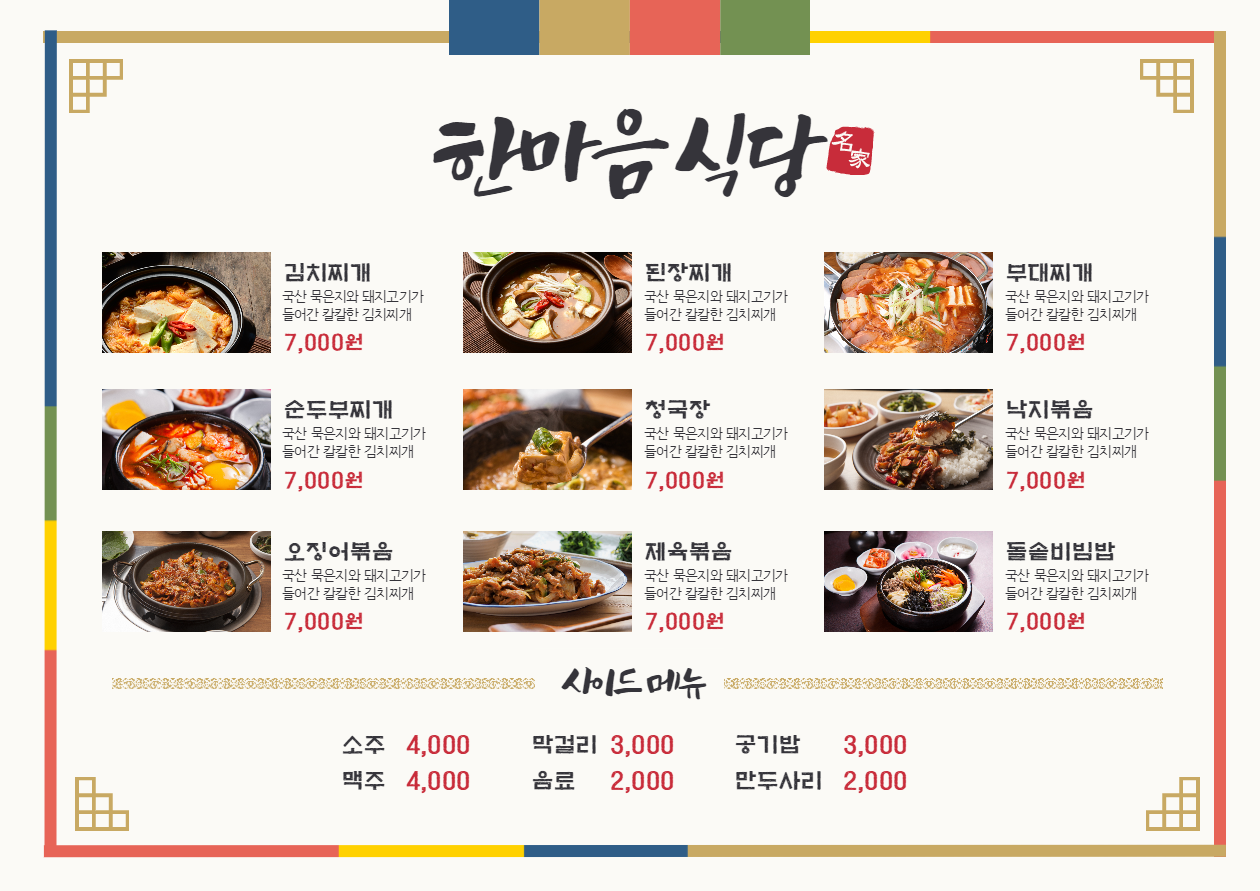 한마음 식당
名家
김치찌개
국산 묵은지와 돼지고기가
들어간 칼칼한 김치찌개
7,000원
된장찌개
국산 묵은지와 돼지고기가
들어간 칼칼한 김치찌개
7,000원
부대찌개
국산 묵은지와 돼지고기가
들어간 칼칼한 김치찌개
7,000원
순두부찌개
국산 묵은지와 돼지고기가
들어간 칼칼한 김치찌개
7,000원
청국장
국산 묵은지와 돼지고기가
들어간 칼칼한 김치찌개
7,000원
낙지볶음
국산 묵은지와 돼지고기가
들어간 칼칼한 김치찌개
7,000원
오징어볶음
국산 묵은지와 돼지고기가
들어간 칼칼한 김치찌개
7,000원
제육볶음
국산 묵은지와 돼지고기가
들어간 칼칼한 김치찌개
7,000원
돌솥비빔밥
국산 묵은지와 돼지고기가
들어간 칼칼한 김치찌개
7,000원
사이드 메뉴
소주 4,000 막걸리 3,000 공기밥 3,000
맥주 4,000 음료 2,000 만두사리 2,000